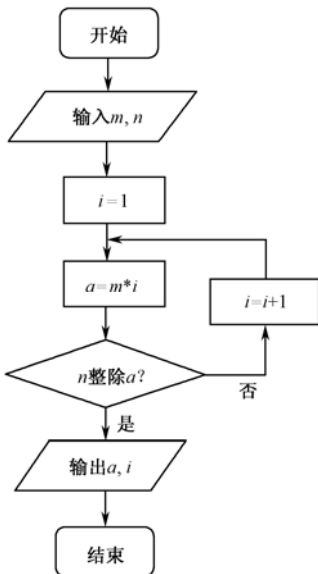 开始
输入m, n
i=1
a=m*i
i=i+1
n整除a?
否
是
输出a, i
结束